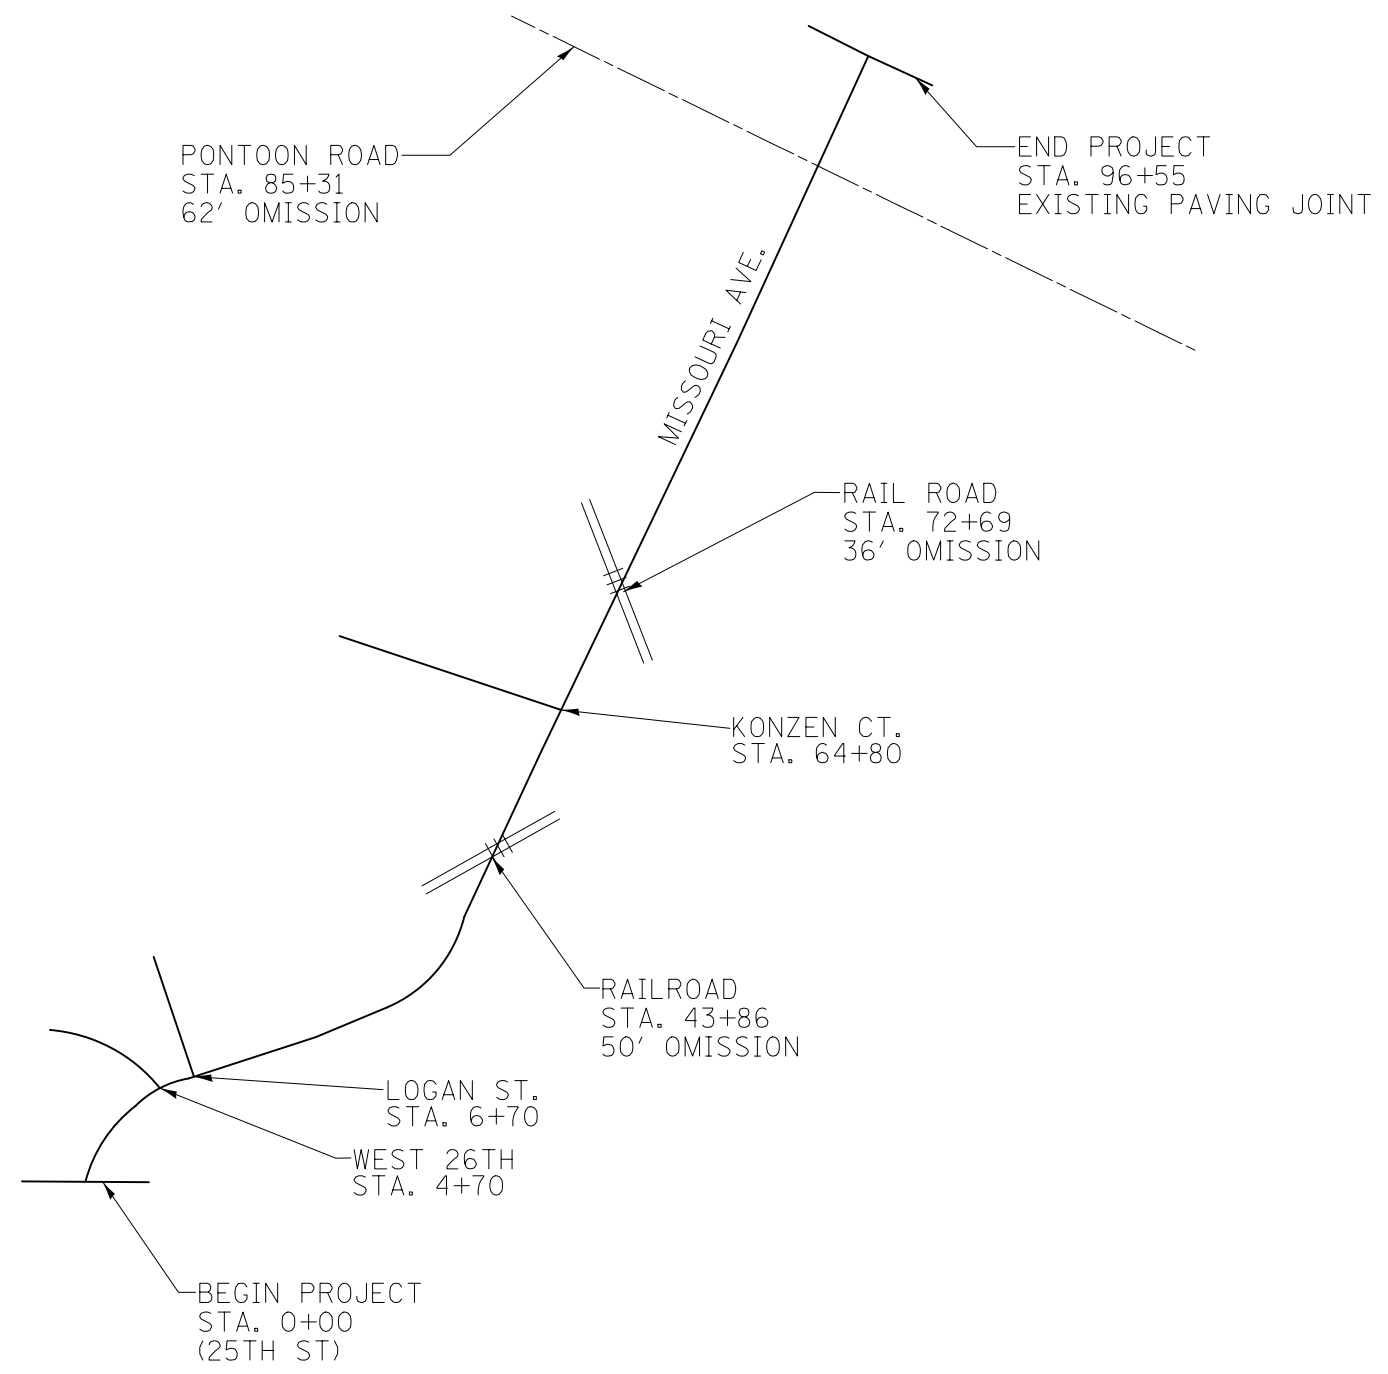 PONTOON ROAD
STA. 85+31
62' OMISSION
END PROJECT
STA. 96+55
EXISTING PAVING JOINT
MISSOURI AVE.
RAIL ROAD
STA. 72+69
36' OMISSION
KONZEN CT.
STA. 64+80
RAILROAD
STA. 43+86
50' OMISSION
LOGAN ST.
STA. 6+70
WEST 26TH
STA. 4+70
BEGIN PROJECT
STA. 0+00
(25TH ST)